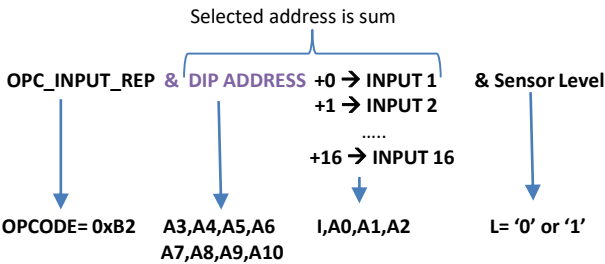 Selected address is sum
OPC_INPUT_REP & DIP ADDRESS +0 → INPUT 1 & Sensor Level
+1 → INPUT 2
.....
+16 → INPUT 16
OPCODE= 0xB2 A3,A4,A5,A6 I,A0,A1,A2 L= ‘0’ or ‘1’
A7,A8,A9,A10